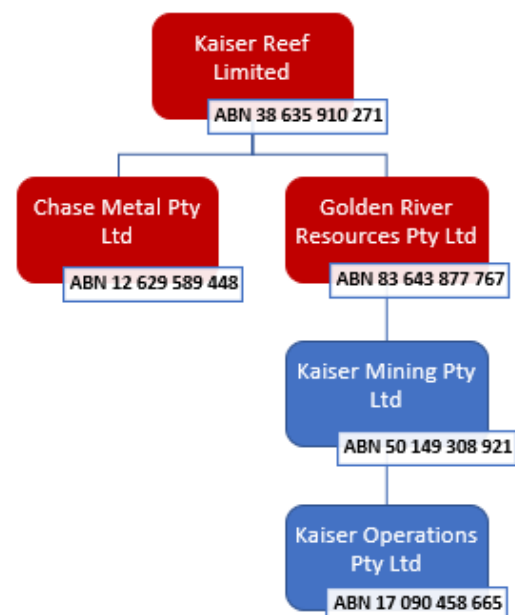 Kaiser Reef
Limited
ABN 38 635 910 271
Chase Metal Pty
Ltd
ABN 12 629 589 448
Golden River
Resources Pty Ltd
ABN 83 643 877 767
Kaiser Mining Pty
Ltd
ABN 50 149 308 921
Kaiser Operations
Pty Ltd
ABN 17 090 458 665